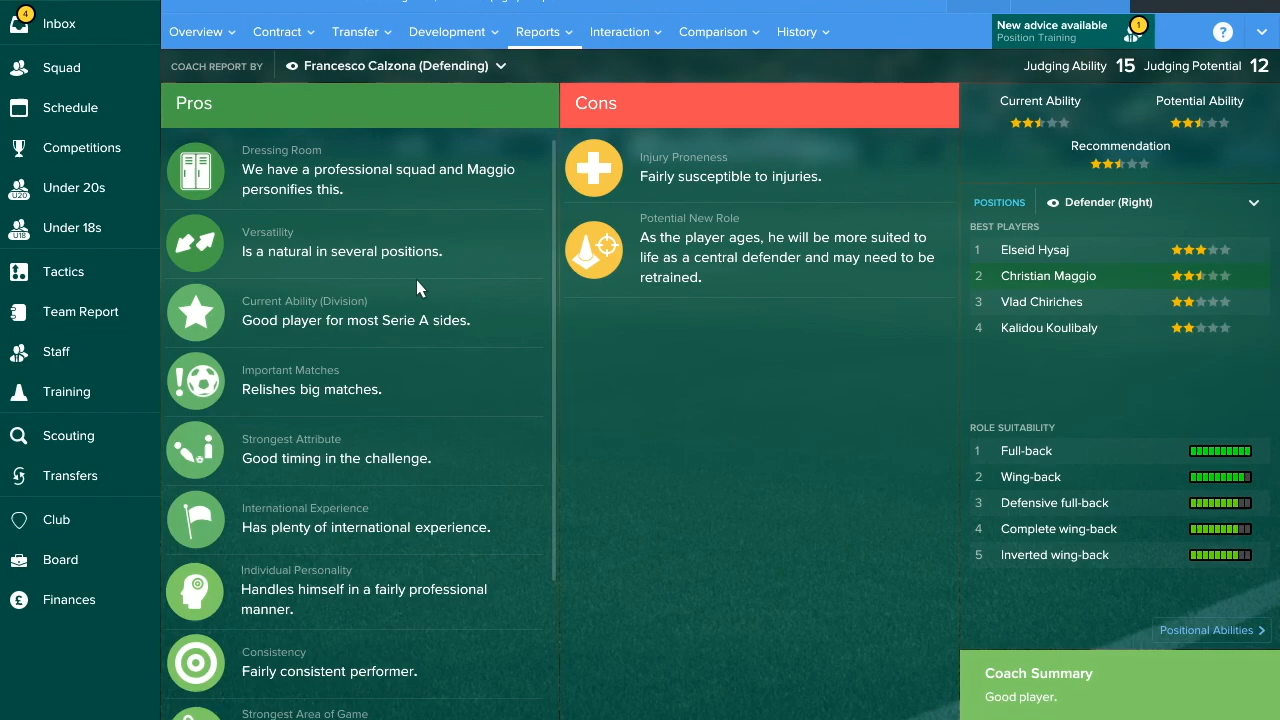 4
Inbox
Squad
Schedule
Competitions
U20
Under 20s
U18
Under 18s
Tactics
Team Report
Staff
Training
Scouting
Transfers
Club
Board
£
Finances
Overview
Contract
Transfer
Development
Reports
Interaction
Comparison
History
New advice available
Position Training
1
?
COACH REPORT BY
Francesco Calzona (Defending)
Judging Ability 15 Judging Potential 12
Pros
Dressing Room
We have a professional squad and Maggio
personifies this.
Versatility
Is a natural in several positions.
Current Ability (Division)
Good player for most Serie A sides.
Important Matches
Relishes big matches.
Strongest Attribute
Good timing in the challenge.
International Experience
Has plenty of international experience.
Individual Personality
Handles himself in a fairly professional
manner.
Consistency
Fairly consistent performer.
Strongest Area of Game
Cons
Injury Proneness
Fairly susceptible to injuries.
Potential New Role
As the player ages, he will be more suited to
life as a central defender and may need to be
retrained.
Current Ability
Potential Ability
Recommendation
POSITIONS
Defender (Right)
BEST PLAYERS
1 Elseid Hysaj
2 Christian Maggio
3 Vlad Chiriches
4 Kalidou Koulibaly
ROLE SUITABILITY
1 Full-back
2 Wing-back
3 Defensive full-back
4 Complete wing-back
5 Inverted wing-back
Positional Abilities
Coach Summary
Good player.